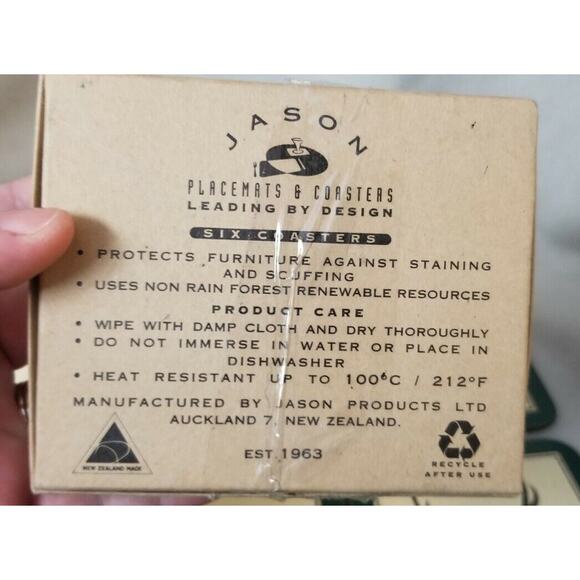 JASON
PLACEMATS & COASTERS
LEADING BY DESIGN
SIX COASTERS
• PROTECTS FURNITURE AGAINST STAINING
AND SCUFFING
• USES NON RAIN FOREST RENEWABLE RESOURCES
PRODUCT CARE
• WIPE WITH DAMP CLOTH AND DRY THOROUGHLY
• DO NOT IMMERSE IN WATER OR PLACE IN
DISHWASHER
• HEAT RESISTANT UP TO 100°C / 212°F
MANUFACTURED BY JASON PRODUCTS LTD
AUCKLAND 7, NEW ZEALAND.
EST. 1963
NEW ZEALAND MADE
RECYCLE
AFTER USE